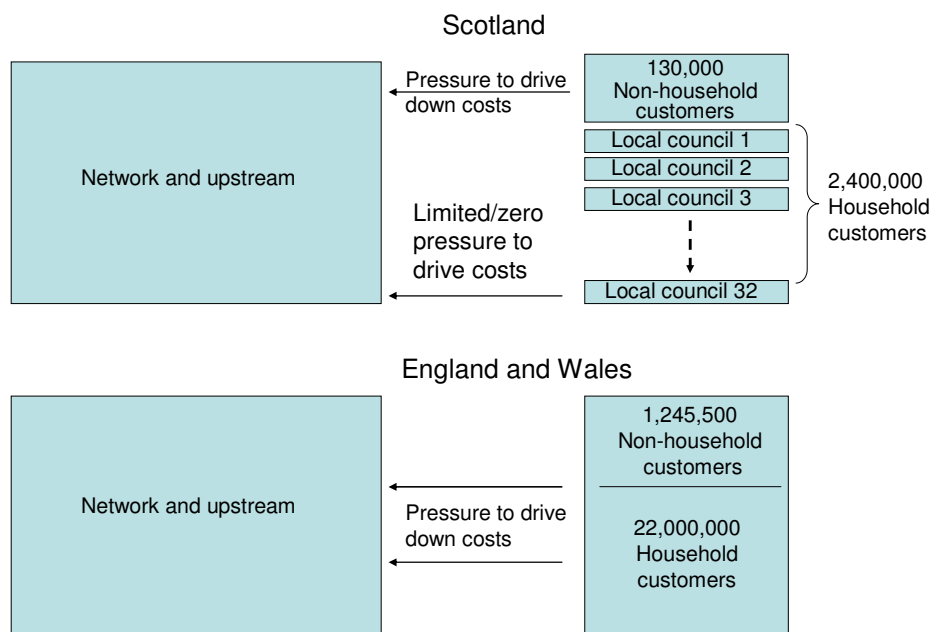 Scotland
130,000
Non-household
customers
Pressure to drive
down costs
Local council 1
Local council 2
Local council 3
Local council 32
2,400,000
Household
customers
Network and upstream
Limited/zero
pressure to
drive costs
England and Wales
1,245,500
Non-household
customers
Network and upstream
Pressure to drive
down costs
22,000,000
Household
customers